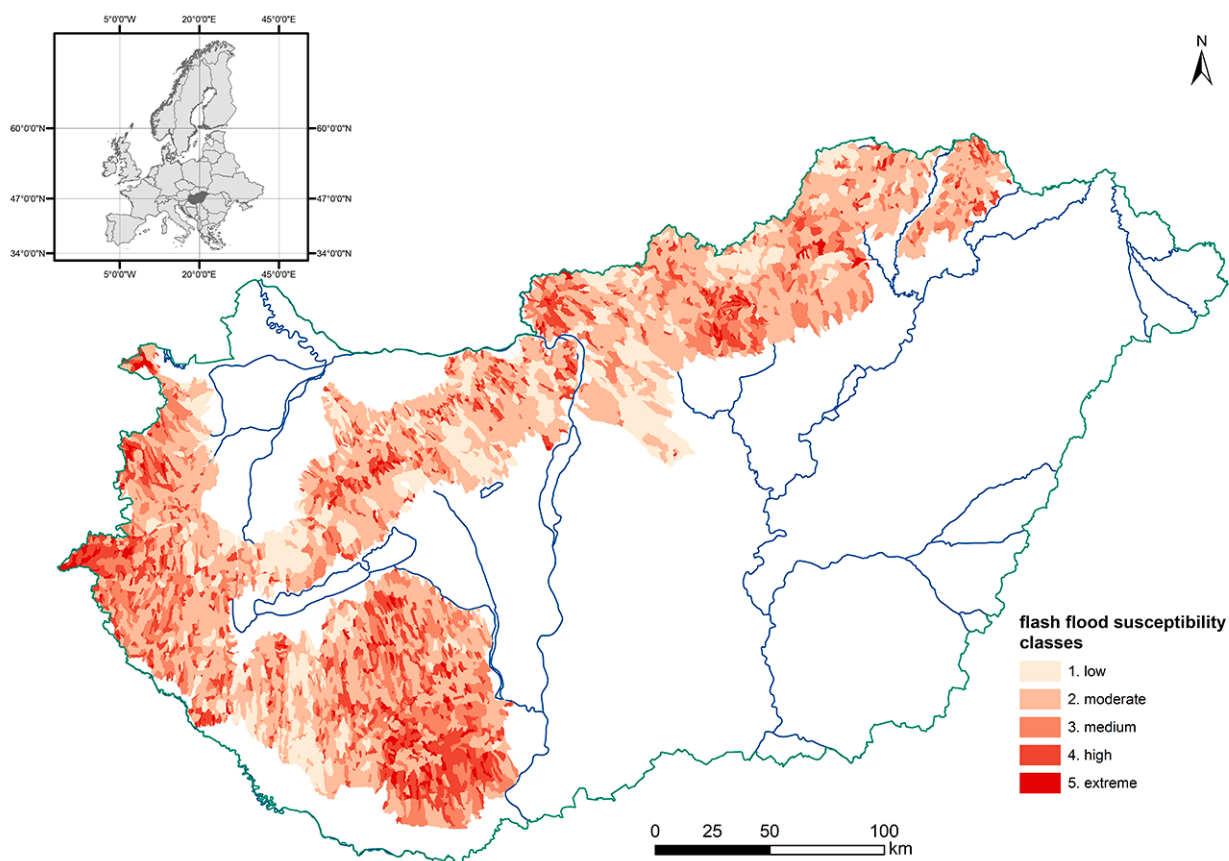 5°0'0"W 20°0'0"E 45°0'0"E
60°0'0"N 60°0'0"N
47°0'0"N 47°0'0"N
34°0'0"N 34°0'0"N
5°0'0"W 20°0'0"E 45°0'0"E
N
flash flood susceptibility
classes
1. low
2. moderate
3. medium
4. high
5. extreme
0 25 50 100
km